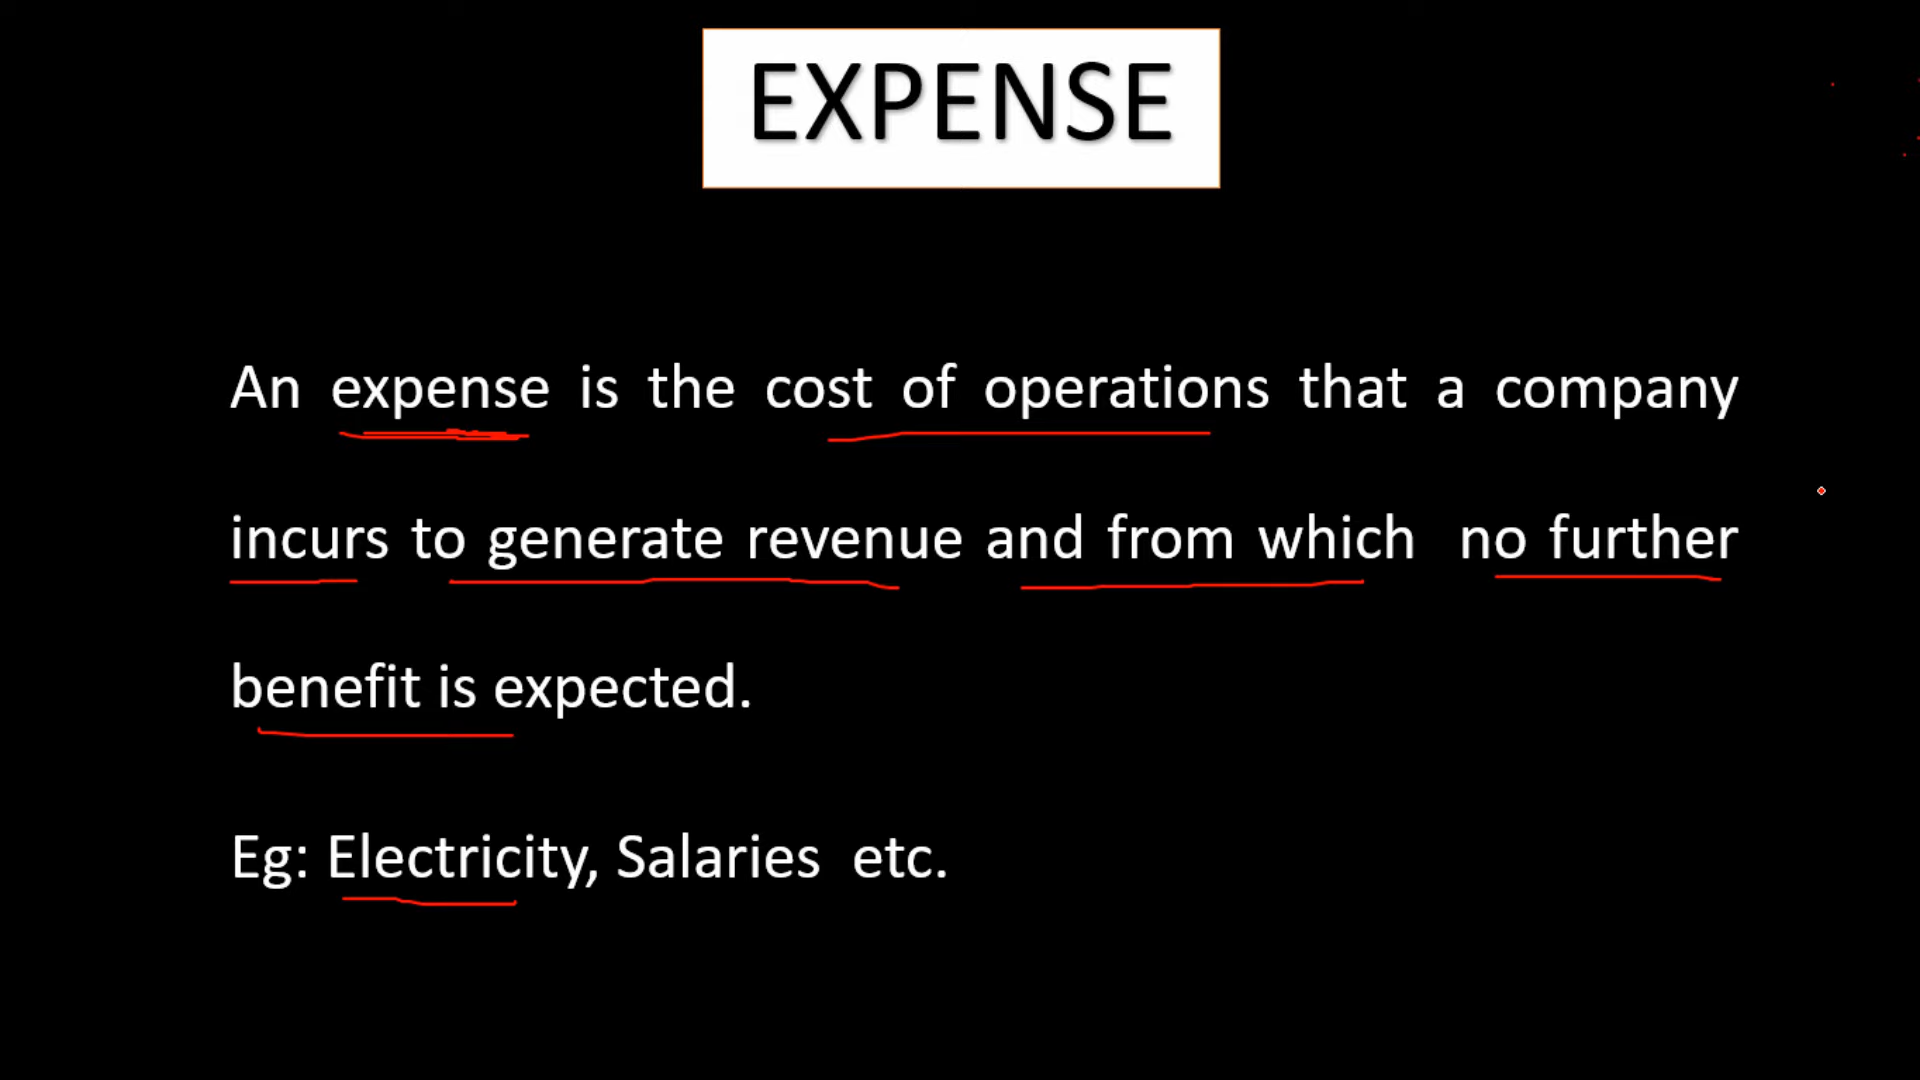 EXPENSE
An expense is the cost of operations that a company
incurs to generate revenue and from which no further
benefit is expected.
Eg: Electricity, Salaries etc.